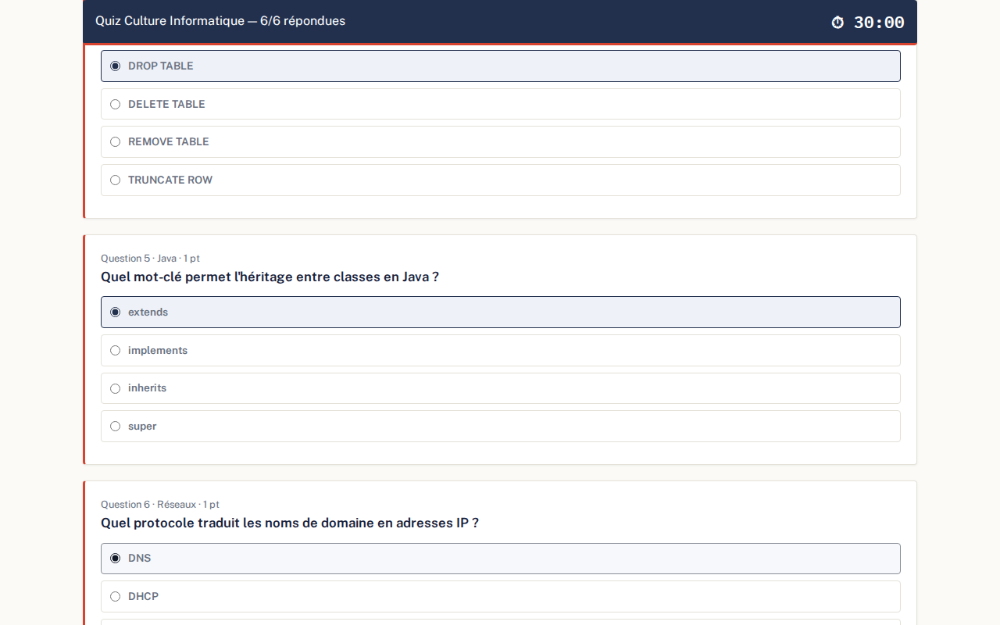 Quiz Culture Informatique — 6/6 répondues
⏱ 30:00
DROP TABLE
DELETE TABLE
REMOVE TABLE
TRUNCATE ROW
Question 5 · Java · 1 pt
Quel mot-clé permet l'héritage entre classes en Java ?
extends
implements
inherits
super
Question 6 · Réseaux · 1 pt
Quel protocole traduit les noms de domaine en adresses IP ?
DNS
DHCP